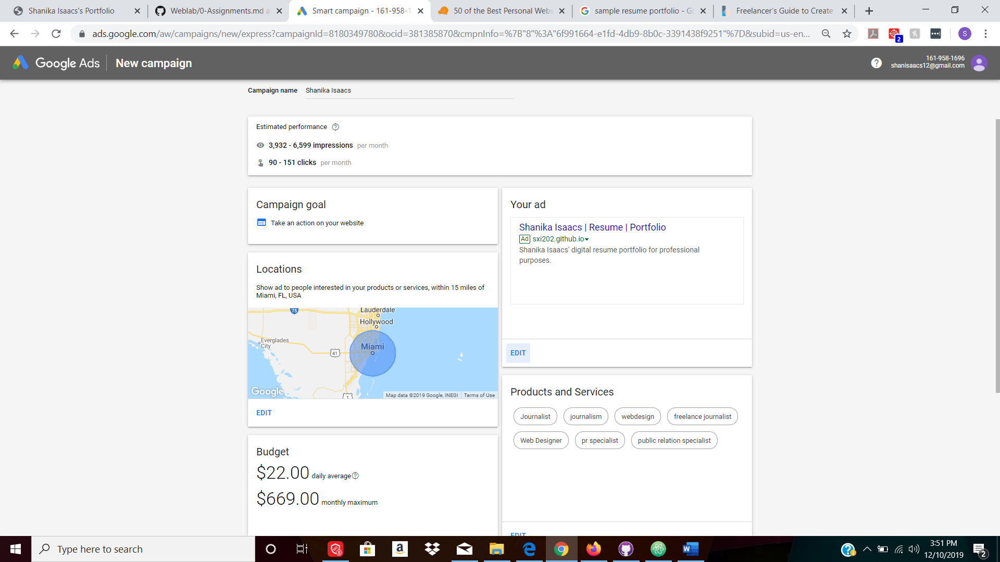 Shanika Isaacs's Portfolio
Weblab/0-Assignments.md a
Smart campaign - 161-958-1
50 of the Best Personal Webs
sample resume portfolio - Go
Freelancer's Guide to Create
ads.google.com/aw/campaigns/new/express?campaignId=8180349780&ocid=381385870&cmpnInfo=%7B"8"%3A"6f991664-e1fd-4db9-8b0c-3391438f9251"%7D&subid=us-en...
2
S
Google Ads
New campaign
?
161-958-1696
shanisaacs12@gmail.com
Campaign name Shanika Isaacs
Estimated performance ?
3,932 - 6,599 impressions per month
90 - 151 clicks per month
Campaign goal
Take an action on your website
Locations
Show ad to people interested in your products or services, within 15 miles of
Miami, FL, USA
75
Lauderdale
Hollywood
Everglades
City
41
Miami
1
Google
Map data ©2019 Google, INEGI Terms of Use
EDIT
Budget
$22.00 daily average ?
$669.00 monthly maximum
Your ad
Shanika Isaacs | Resume | Portfolio
Ad sxi202.github.io
Shanika Isaacs' digital resume portfolio for professional
purposes.
EDIT
Products and Services
Journalist journalism webdesign freelance journalist
Web Designer pr specialist public relation specialist
EDIT
Type here to search
3:51 PM
12/10/2019
2